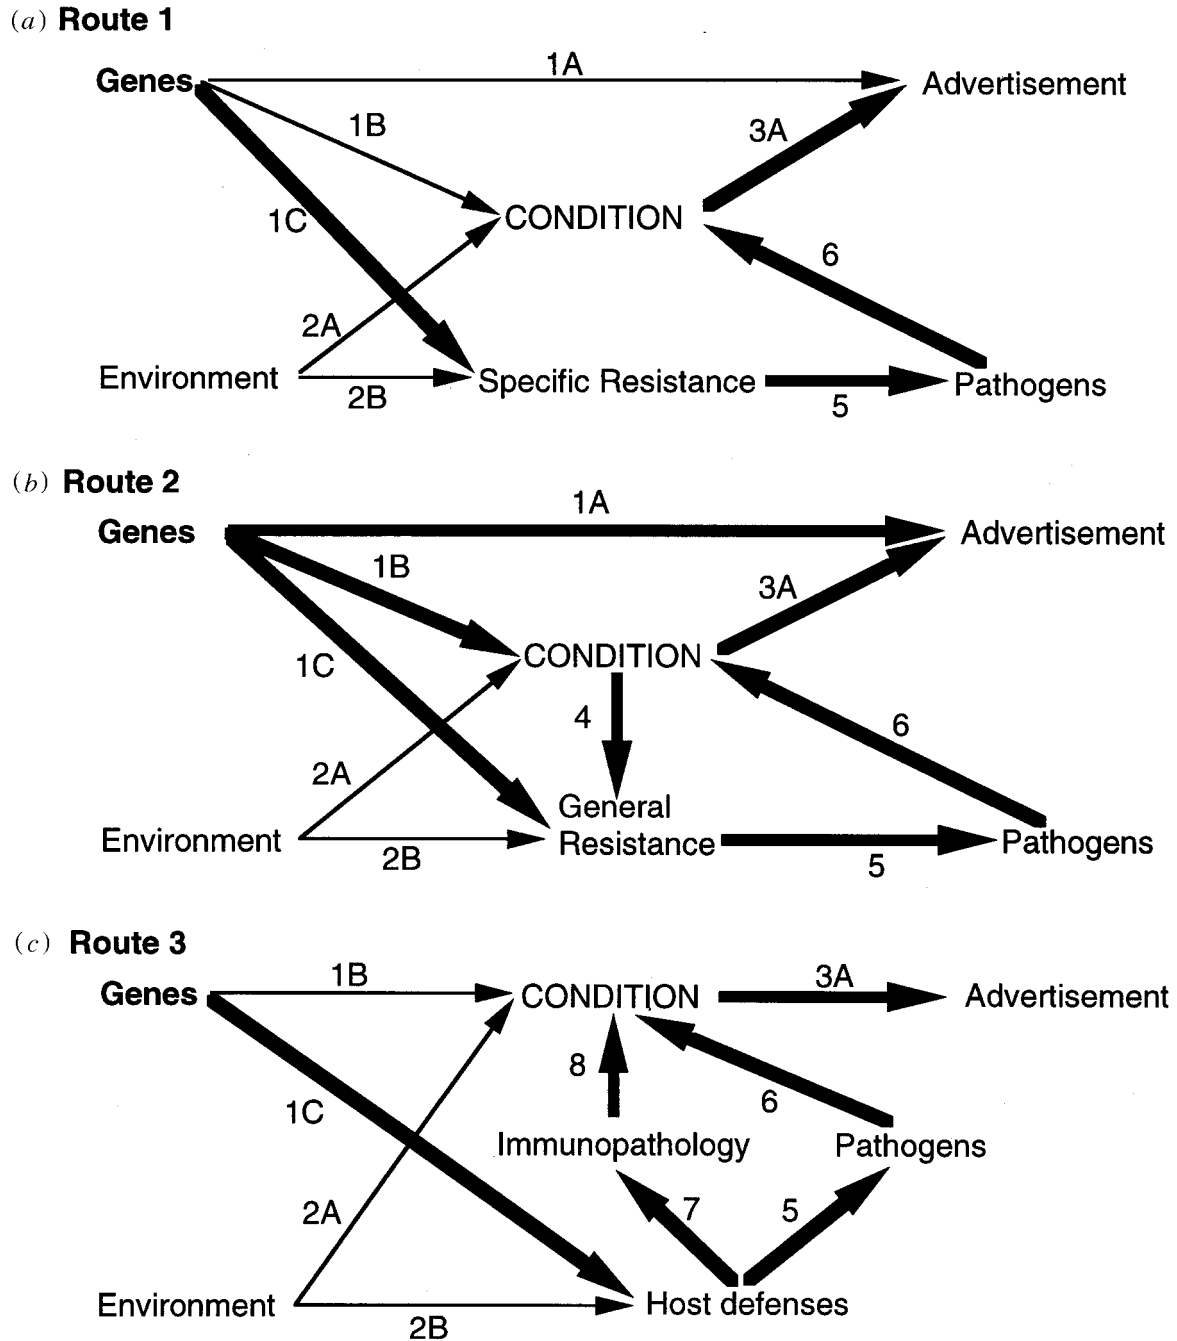 (a) Route 1
1A
Genes
Advertisement
1B
3A
1C
CONDITION
6
2A
Environment
Specific Resistance
Pathogens
2B
5
(b) Route 2
1A
Genes
Advertisement
1B
3A
1C
CONDITION
4
6
2A
General
Environment
Resistance
Pathogens
2B
5
(c) Route 3
1B
3A
Genes
CONDITION
Advertisement
8
1C
6
Immunopathology
Pathogens
2A
7
5
Environment
Host defenses
2B